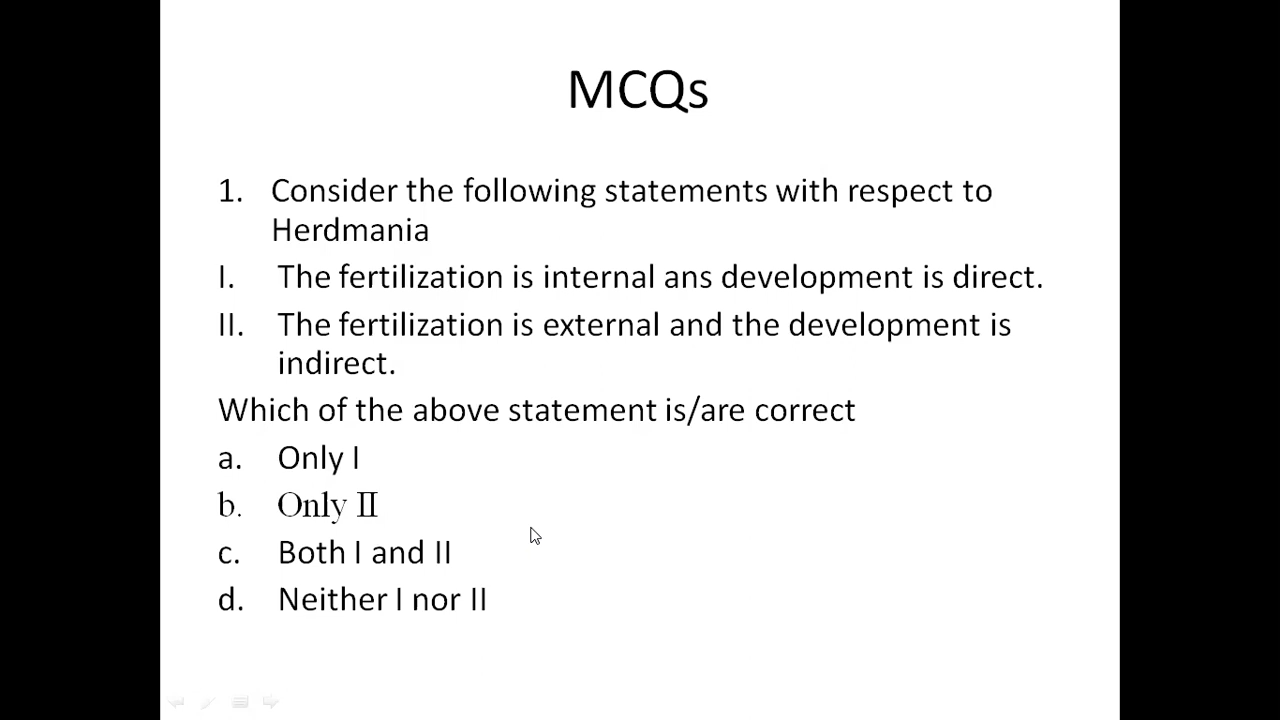 MCQs
1. Consider the following statements with respect to
Herdmania
I. The fertilization is internal ans development is direct.
II. The fertilization is external and the development is
indirect.
Which of the above statement is/are correct
a. Only I
b. Only II
c. Both I and II
d. Neither I nor II